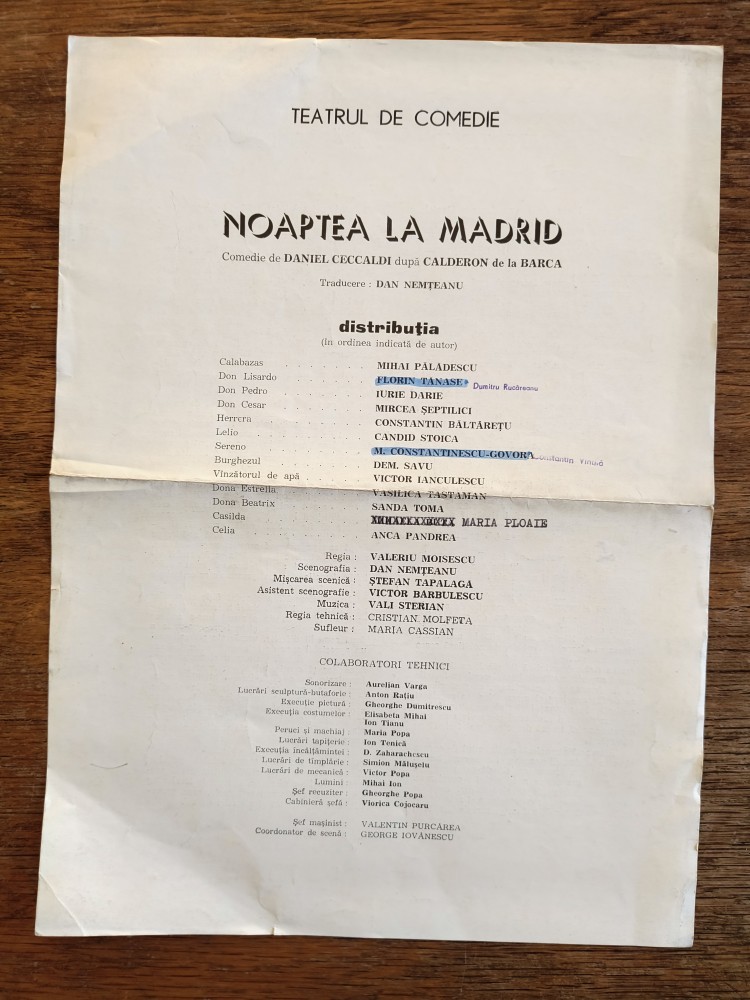 TEATRUL DE COMEDIE
NOAPTEA LA MADRID
Comedie de DANIEL CECCALDI după CALDERON de la BARCA
Traducere : DAN NEMȚEANU
distribuția
(în ordinea indicată de autor)
Calabazas . . . . . . . MIHAI PĂLĂDESCU
Don Lisardo . . . . . . . FLORIN TĂNASE Dumitru Rucăreanu
Don Pedro . . . . . . . IURIE DARIE
Don Cesar . . . . . . . MIRCEA ȘEPTILICI
Herrera . . . . . . . CONSTANTIN BĂLTĂREȚU
Lelio . . . . . . . CANDID STOICA
Sereno . . . . . . . M. CONSTANTINESCU-GOVORA Constantin Vinula
Burghezul . . . . . . . DEM. SAVU
Vînzătorul de apă . . . . . VICTOR IANCULESCU
Dona Estrella . . . . . . . VASILICA TASTAMAN
Dona Beatrix . . . . . . . SANDA TOMA
Casilda . . . . . . . MARIA PLOAIE
Celia . . . . . . . ANCA PANDREA
Regia : VALERIU MOISESCU
Scenografia : DAN NEMȚEANU
Mișcarea scenică : ȘTEFAN TAPALAGĂ
Asistent scenografie : VICTOR BĂRBULESCU
Muzica : VALI STERIAN
Regia tehnică : CRISTIAN MOLFETA
Sufleur : MARIA CASSIAN
COLABORATORI TEHNICI
Sonorizare : Aurelian Varga
Lucrări sculptură-butaforie : Anton Rațiu
Execuție pictură : Gheorghe Dumitrescu
Execuția costumelor : Elisabeta Mihai
Ion Tianu
Peruci și machiaj : Maria Popa
Lucrări tapițerie : Ion Tenică
Execuția încălțămintei : D. Zaharachescu
Lucrări de timplărie : Simion Mălușelu
Lucrări de mecanică : Victor Popa
Lumini : Mihai Ion
Șef recuziter : Gheorghe Popa
Cabinieră șefă : Viorica Cojocaru
Șef mașinist : VALENTIN PURCĂREA
Coordonator de scenă : GEORGE IOVĂNESCU